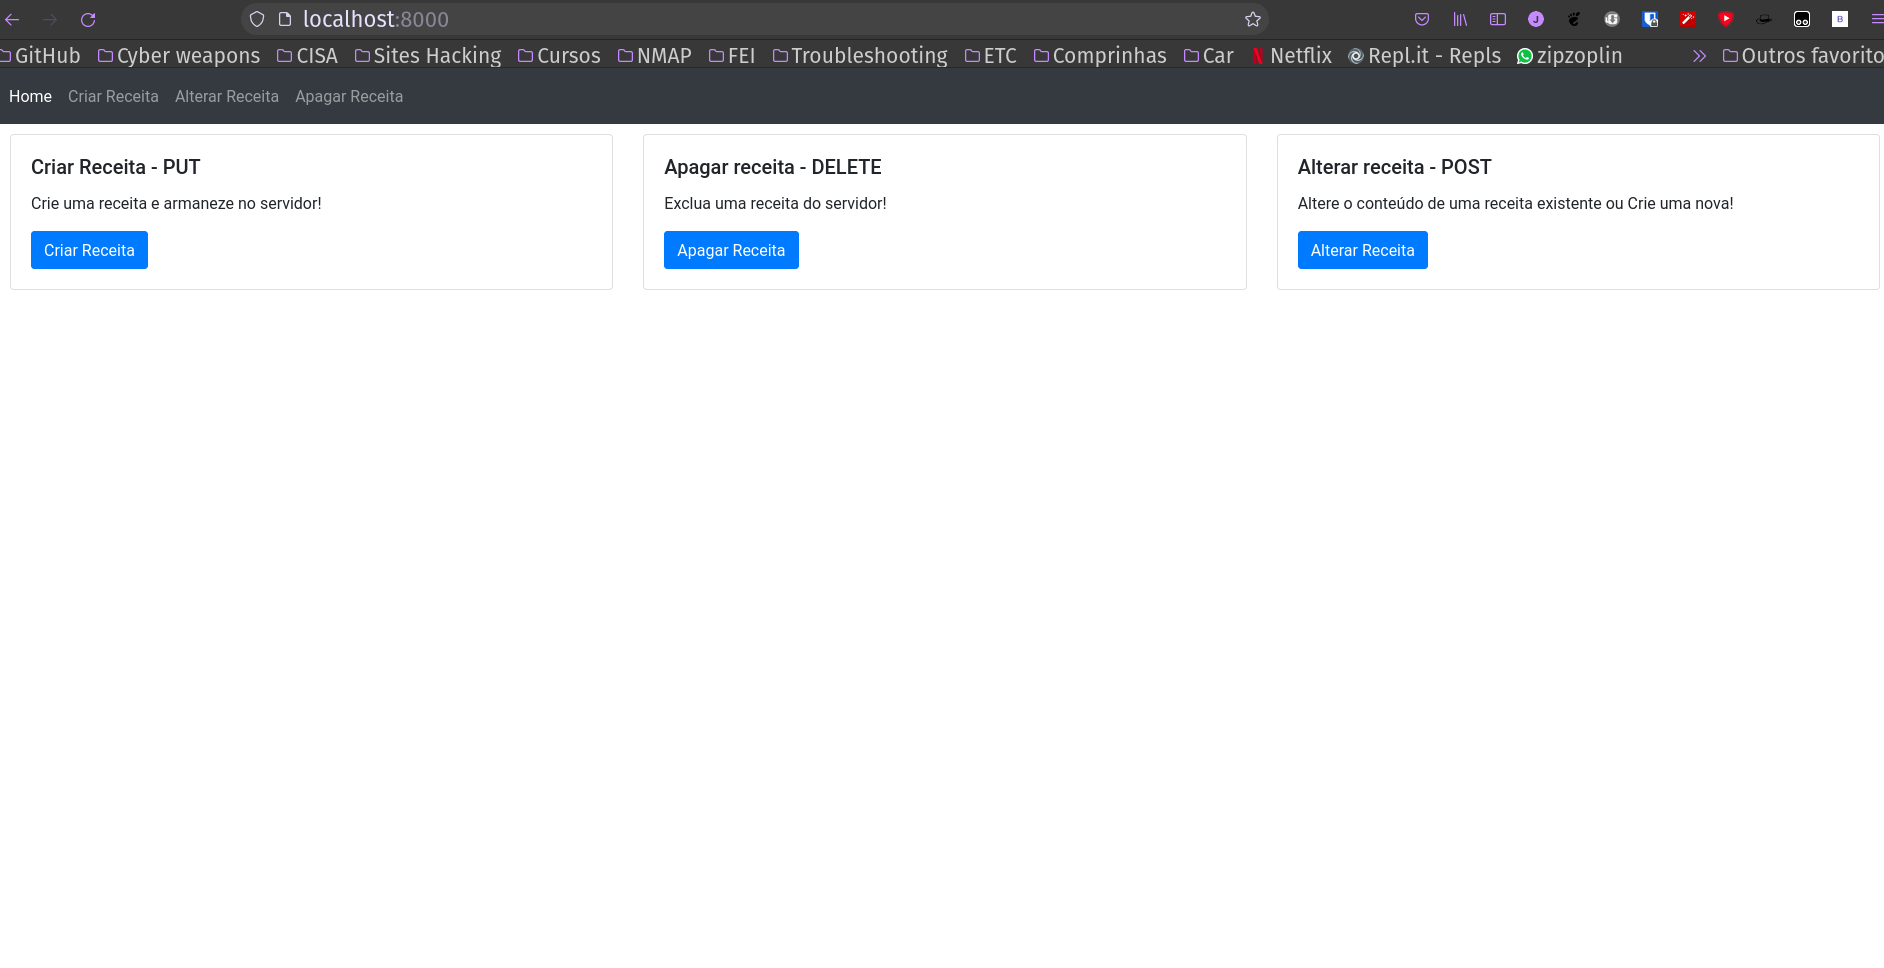 localhost:8000
GitHub Cyber weapons CISA Sites Hacking Cursos NMAP FEI Troubleshooting ETC Comprinhas Car Netflix Repl.it - Repls zipzoplin Outros favorito
Home Criar Receita Alterar Receita Apagar Receita
Criar Receita - PUT
Crie uma receita e armaneze no servidor!
Criar Receita
Apagar receita - DELETE
Exclua uma receita do servidor!
Apagar Receita
Alterar receita - POST
Altere o conteúdo de uma receita existente ou Crie uma nova!
Alterar Receita